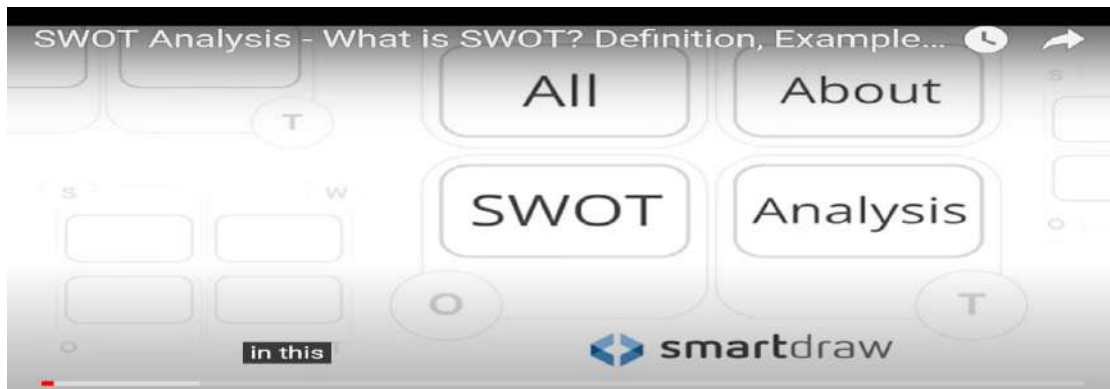 SWOT Analysis - What is SWOT? Definition, Example...
All About
S
T
S W
SWOT Analysis
O
O T
O T
in this
smartdraw